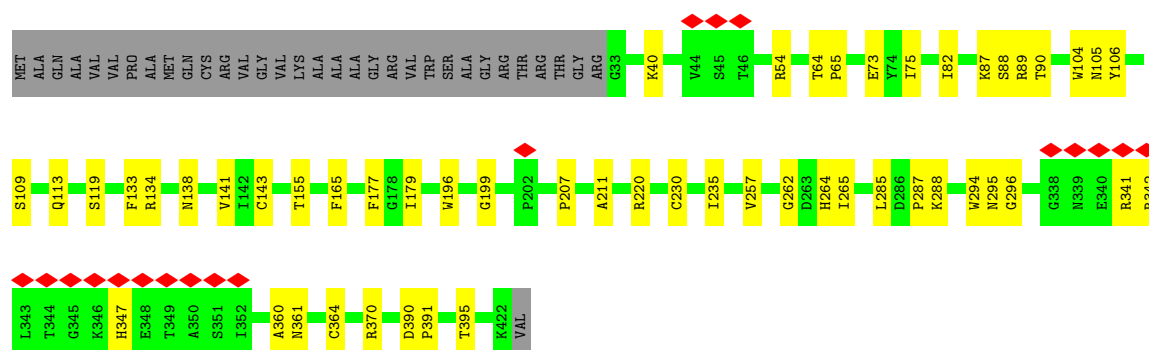 MET ALA GLN ALA VAL VAL PRO ALA MET GLN CYS ARG VAL GLY VAL LYS ALA ALA ALA GLY ARG VAL TRP SER ALA GLY ARG THR ARG THR GLY ARG G33 K40 V44 S45 T46 R54 T64 P65 E73 Y74 I75 I82 K87 S88 R89 T90 W104 N105 Y106
S109 Q113 S119 F133 R134 N138 V141 I142 C143 T155 F165 F177 G178 I179 W196 G199 P202 P207 A211 R220 C230 I235 V257 G262 D263 H264 I265 L285 D286 P287 K288 W294 N295 G296 G338 N339 E340 R341
L343 T344 G345 K346 H347 E348 T349 A350 S351 I352 A360 N361 C364 R370 D390 P391 T395 K422 VAL